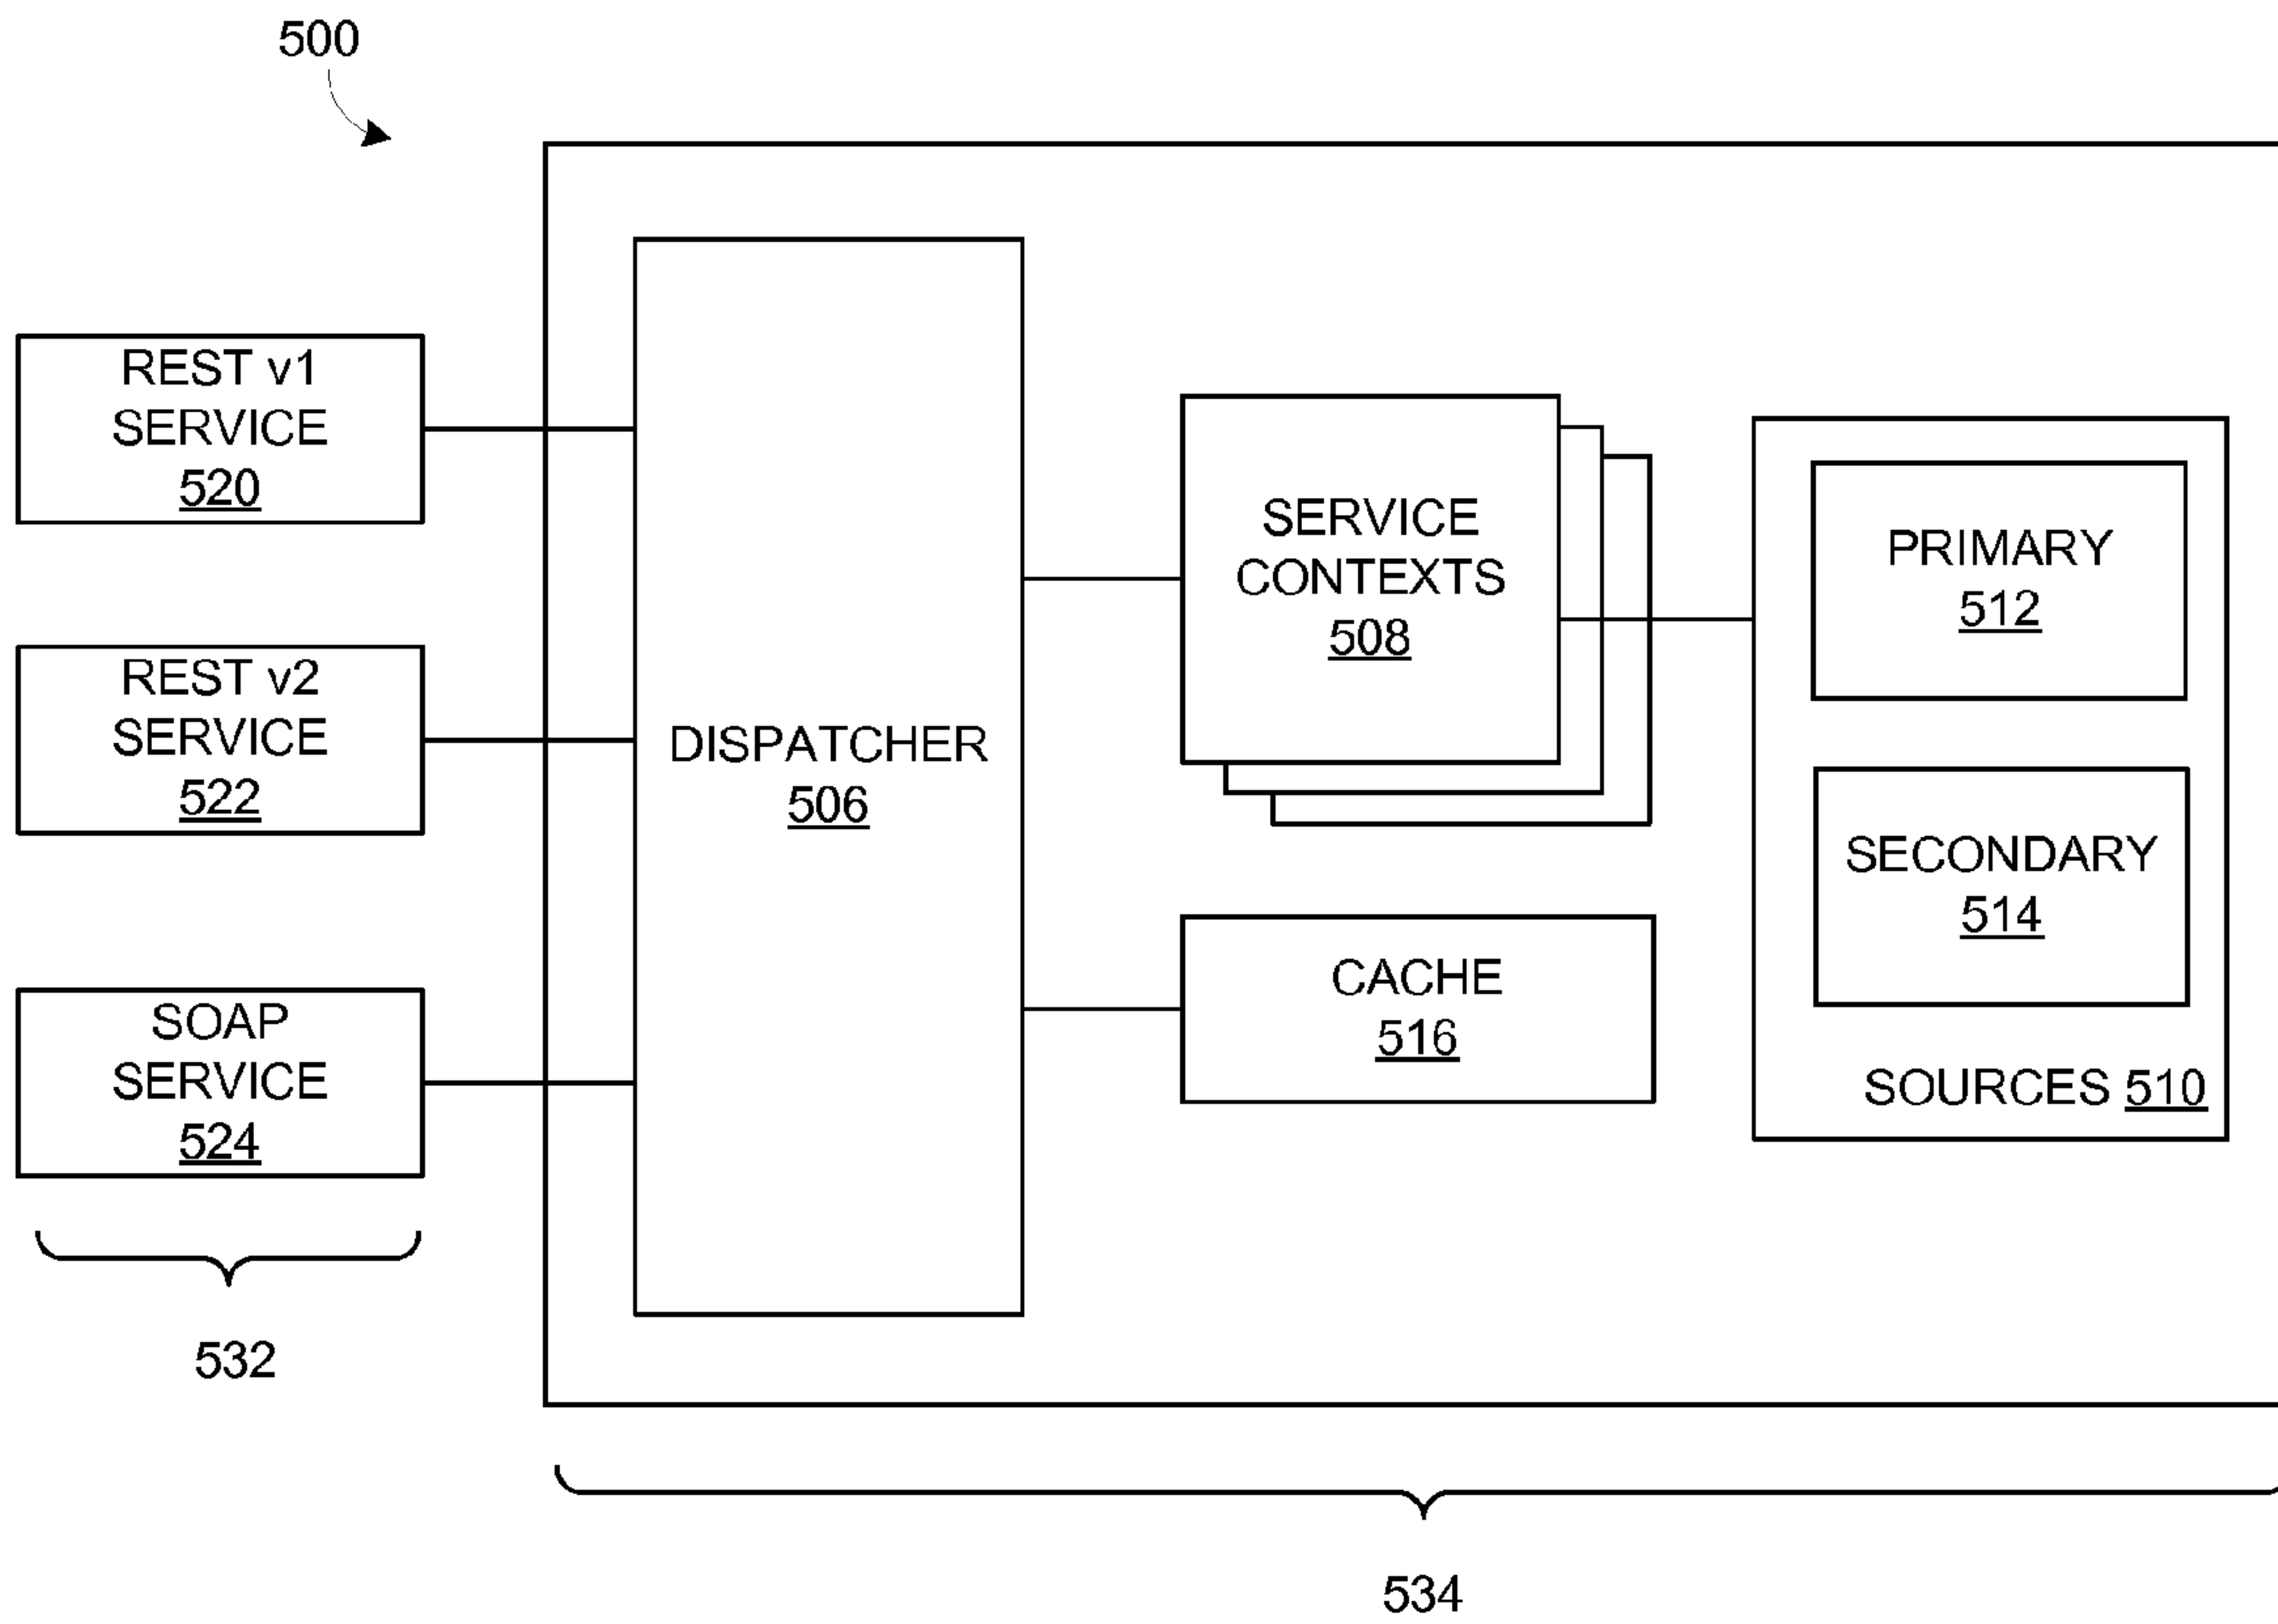 500
REST v1
SERVICE
520
REST v2
SERVICE
522
SOAP
SERVICE
524
532
DISPATCHER
506
SERVICE
CONTEXTS
508
CACHE
516
PRIMARY
512
SECONDARY
514
SOURCES 510
534